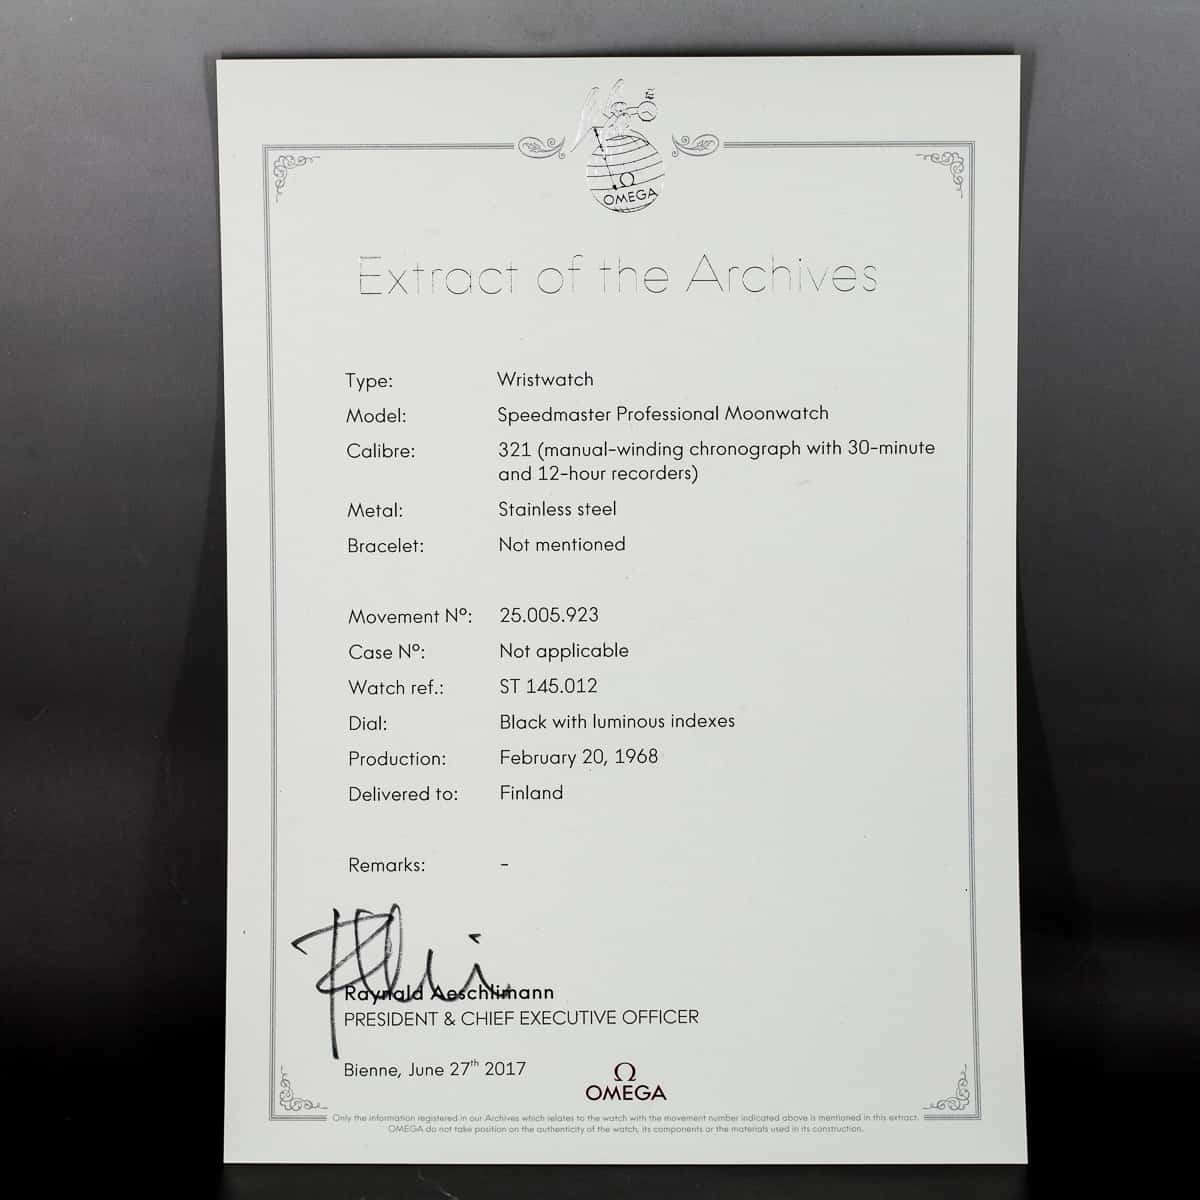 Ω
OMEGA
Extract of the Archives
Type: Wristwatch
Model: Speedmaster Professional Moonwatch
Calibre: 321 (manual-winding chronograph with 30-minute
and 12-hour recorders)
Metal: Stainless steel
Bracelet: Not mentioned
Movement Nº: 25.005.923
Case Nº: Not applicable
Watch ref.: ST 145.012
Dial: Black with luminous indexes
Production: February 20, 1968
Delivered to: Finland
Remarks: -
Raynald Aeschlimann
PRESIDENT & CHIEF EXECUTIVE OFFICER
Bienne, June 27th 2017
Ω
OMEGA
Only the information registered in our Archives which relates to the watch with the movement number indicated above is mentioned in this extract.
OMEGA do not take position on the authenticity of the watch, its components or the materials used in its construction.